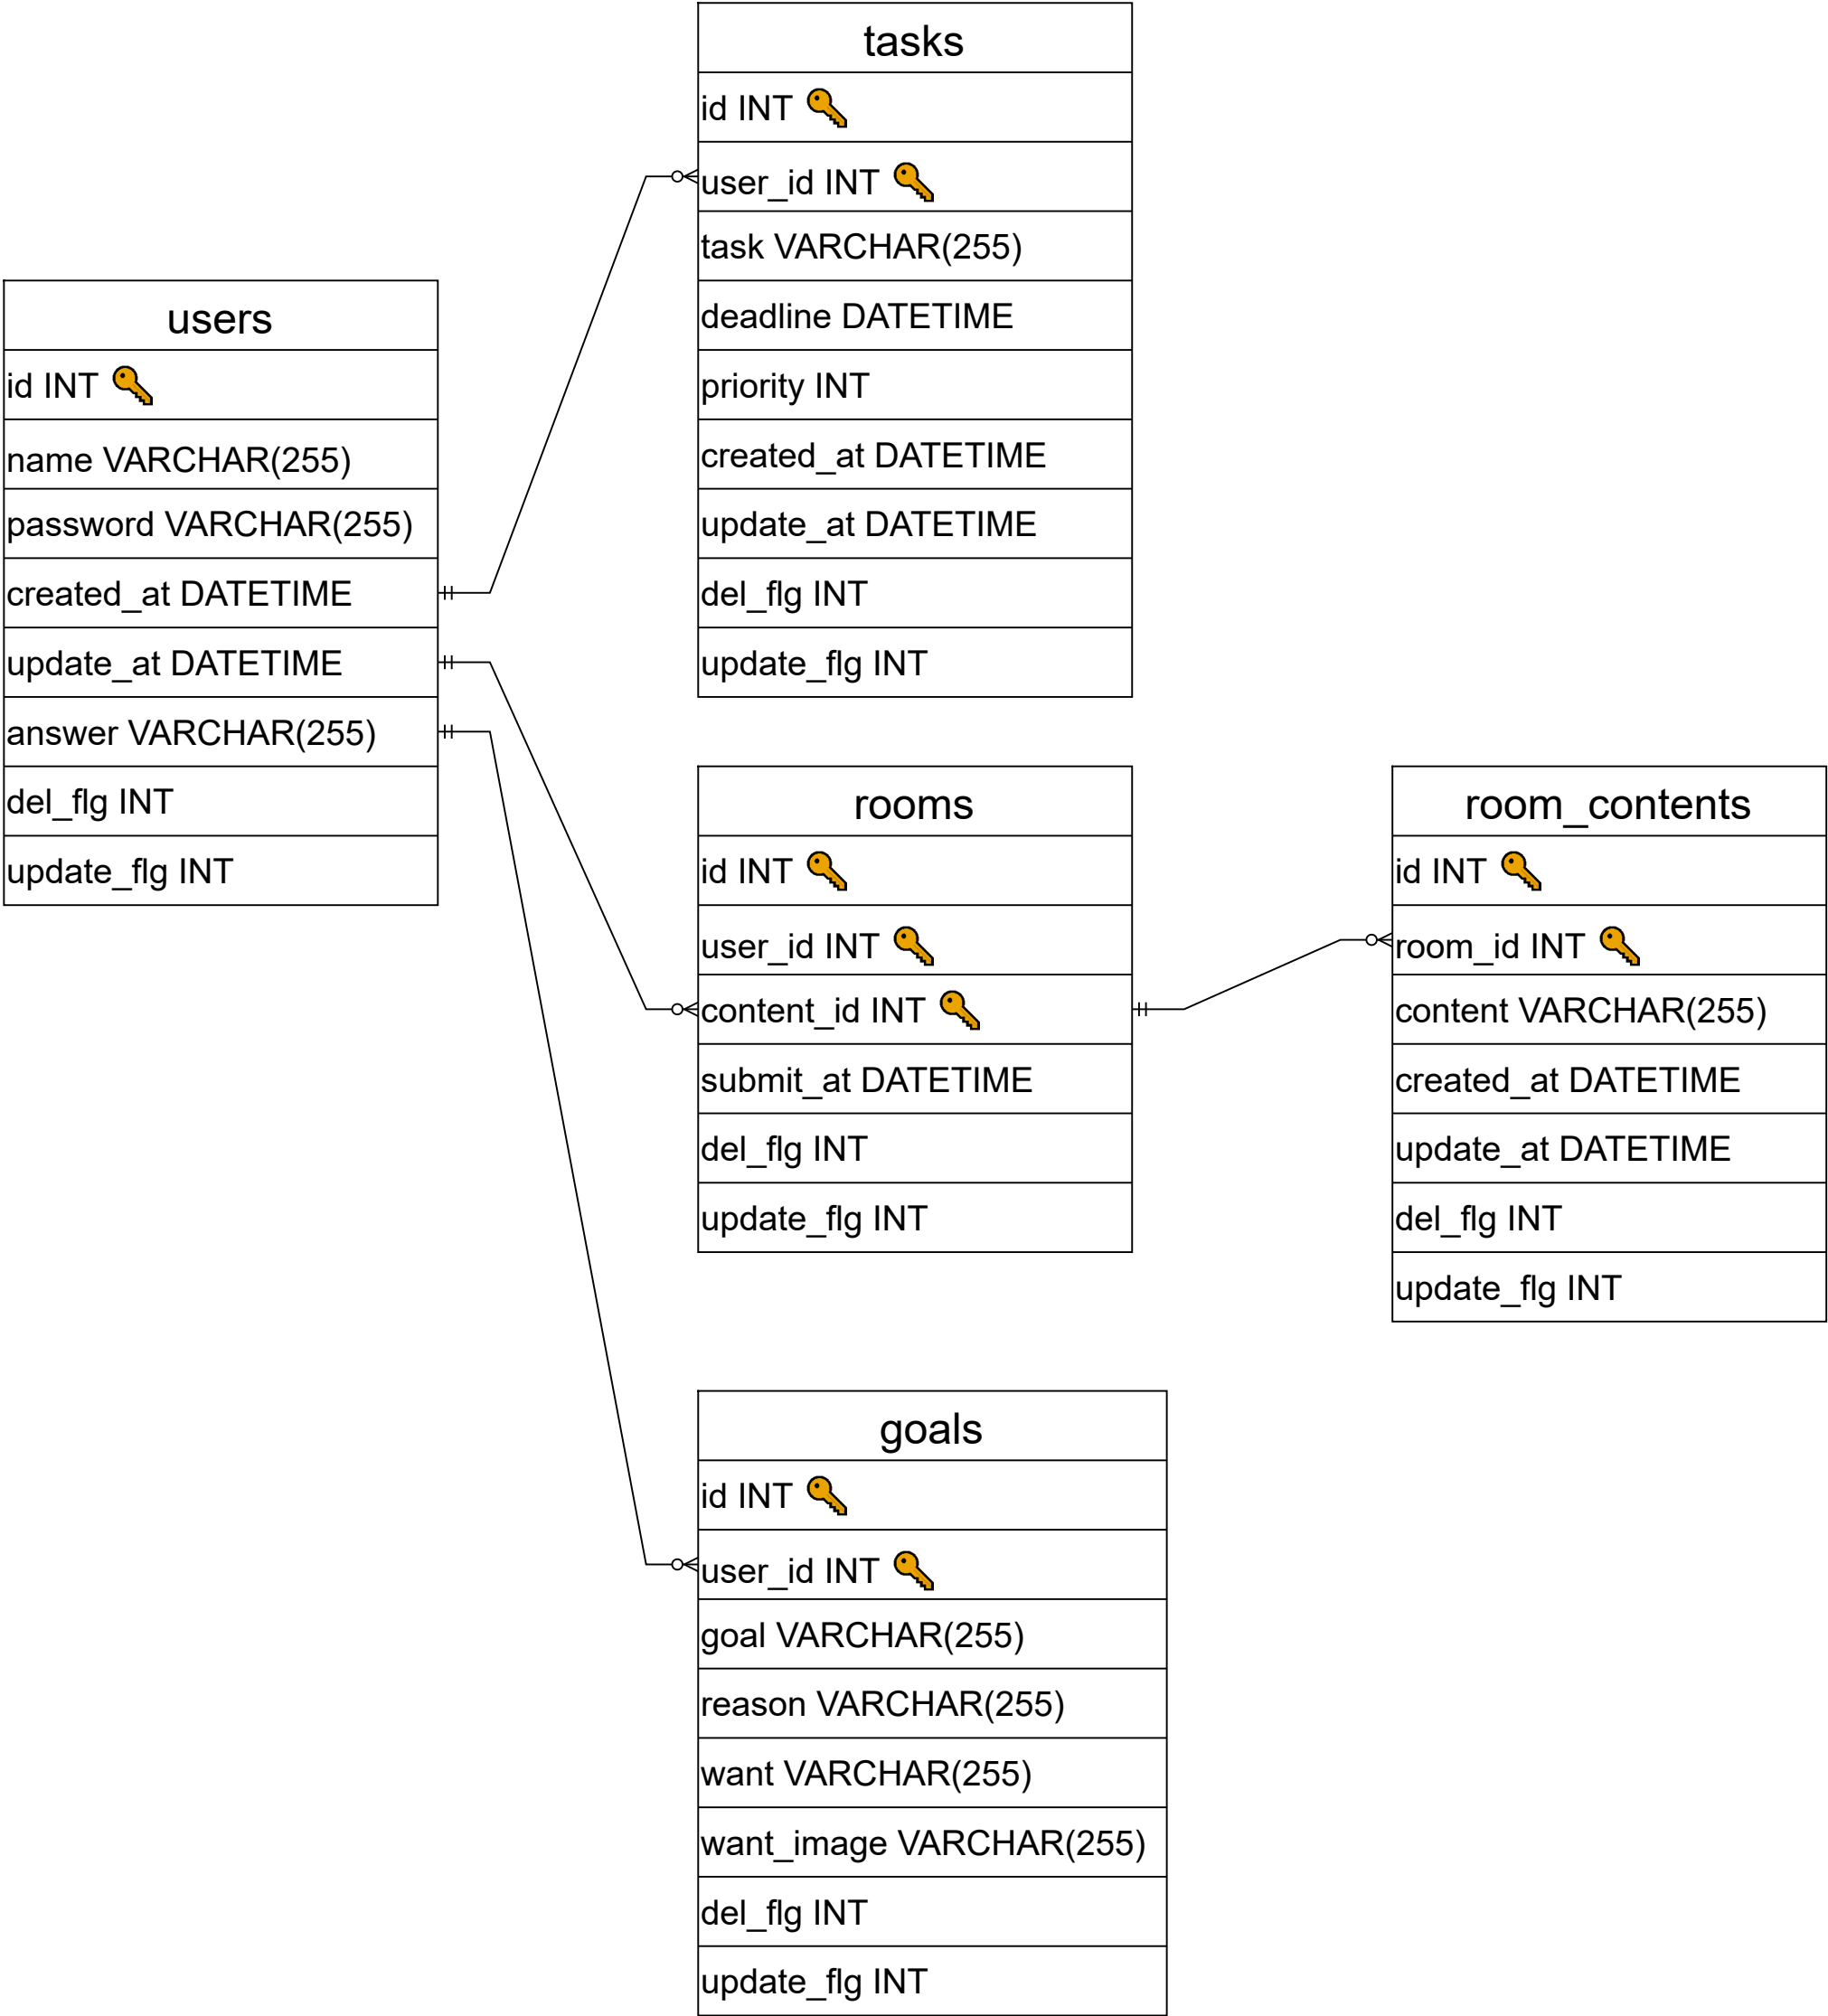 tasks
id INT
user_id INT
task VARCHAR(255)
deadline DATETIME
priority INT
created_at DATETIME
update_at DATETIME
del_flg INT
update_flg INT
users
id INT
name VARCHAR(255)
password VARCHAR(255)
created_at DATETIME
update_at DATETIME
answer VARCHAR(255)
del_flg INT
update_flg INT
rooms
id INT
user_id INT
content_id INT
submit_at DATETIME
del_flg INT
update_flg INT
room_contents
id INT
room_id INT
content VARCHAR(255)
created_at DATETIME
update_at DATETIME
del_flg INT
update_flg INT
goals
id INT
user_id INT
goal VARCHAR(255)
reason VARCHAR(255)
want VARCHAR(255)
want_image VARCHAR(255)
del_flg INT
update_flg INT